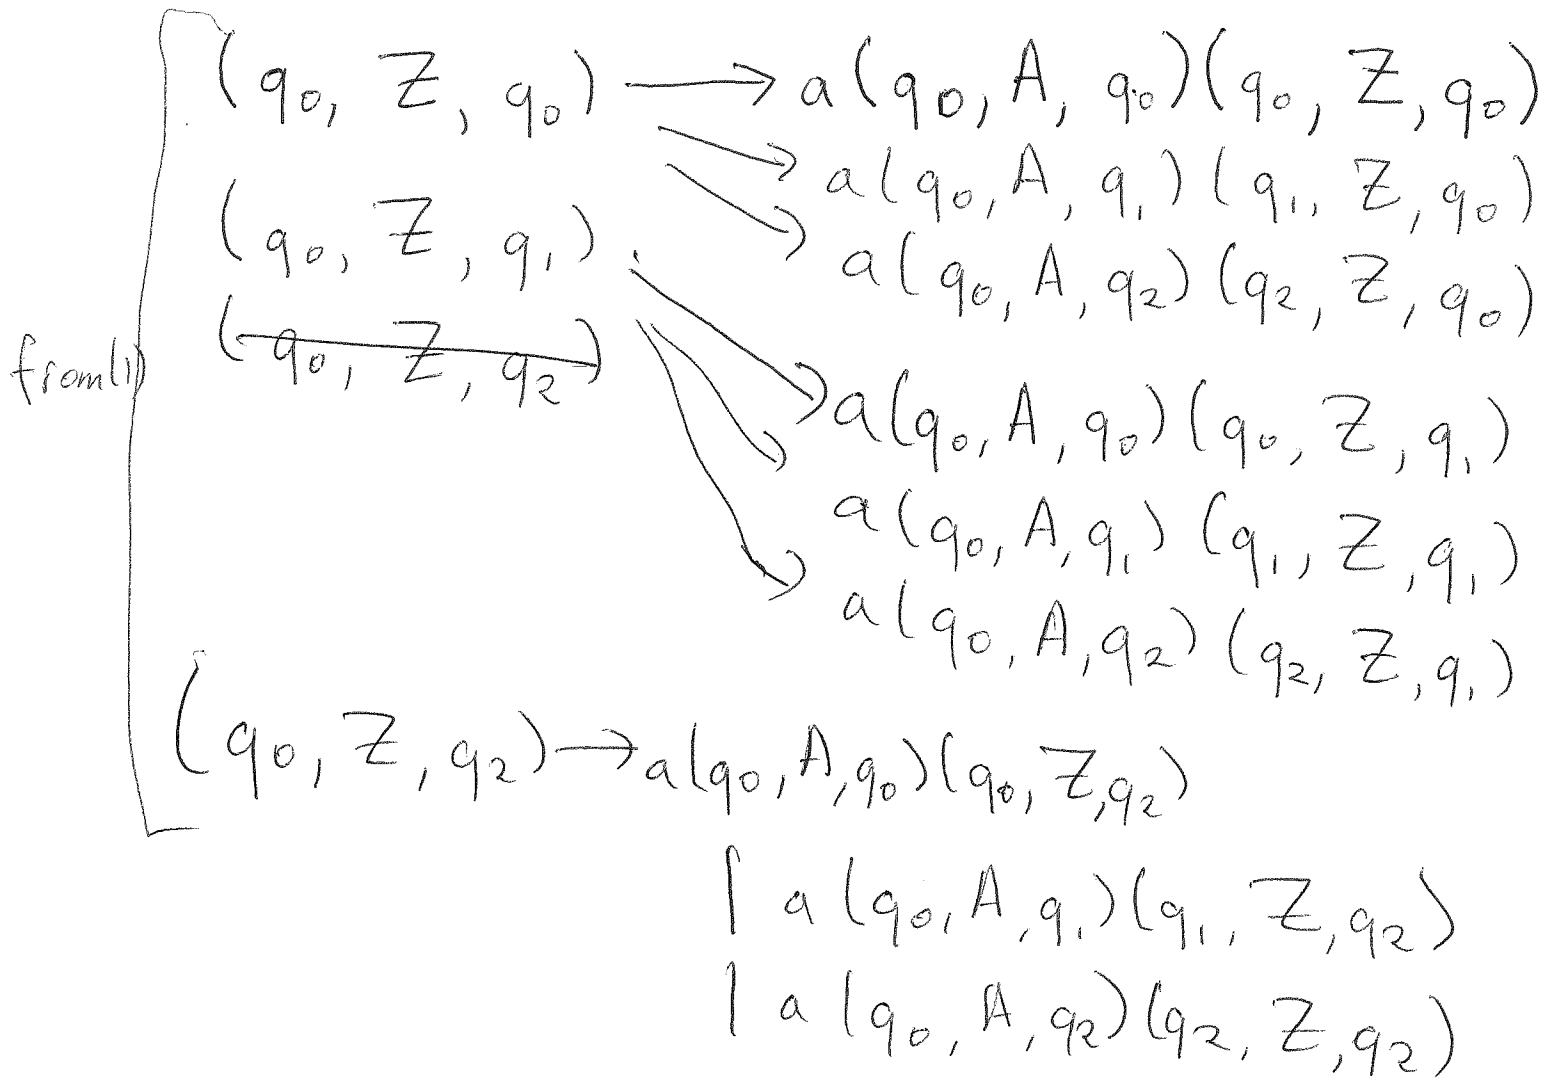 (q₀, Z, q₀) → a(q₀, A, q₀)(q₀, Z, q₀)
a(q₀, A, q₁)(q₁, Z, q₀)
(q₀, Z, q₁)
a(q₀, A, q₂)(q₂, Z, q₀)
(q₀, Z, q₂)
from(1)
a(q₀, A, q₀)(q₀, Z, q₁)
a(q₀, A, q₁)(q₁, Z, q₁)
a(q₀, A, q₂)(q₂, Z, q₁)
(q₀, Z, q₂) → a(q₀, A, q₀)(q₀, Z, q₂)
| a(q₀, A, q₁)(q₁, Z, q₂)
| a(q₀, A, q₂)(q₂, Z, q₂)